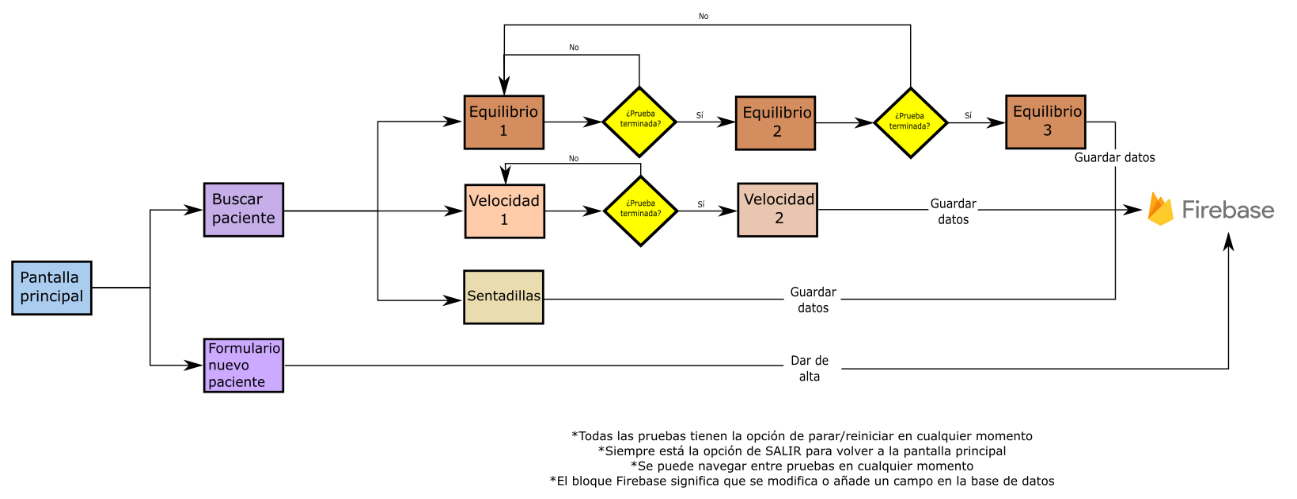 No
No
Equilibrio
1
¿Prueba
terminada?
Sí
Equilibrio
2
¿Prueba
terminada?
Sí
Equilibrio
3
Guardar datos
No
Buscar
paciente
Velocidad
1
¿Prueba
terminada?
Sí
Velocidad
2
Guardar
datos
Firebase
Pantalla
principal
Sentadillas
Guardar
datos
Formulario
nuevo
paciente
Dar de
alta
*Todas las pruebas tienen la opción de parar/reiniciar en cualquier momento
*Siempre está la opción de SALIR para volver a la pantalla principal
*Se puede navegar entre pruebas en cualquier momento
*El bloque Firebase significa que se modifica o añade un campo en la base de datos